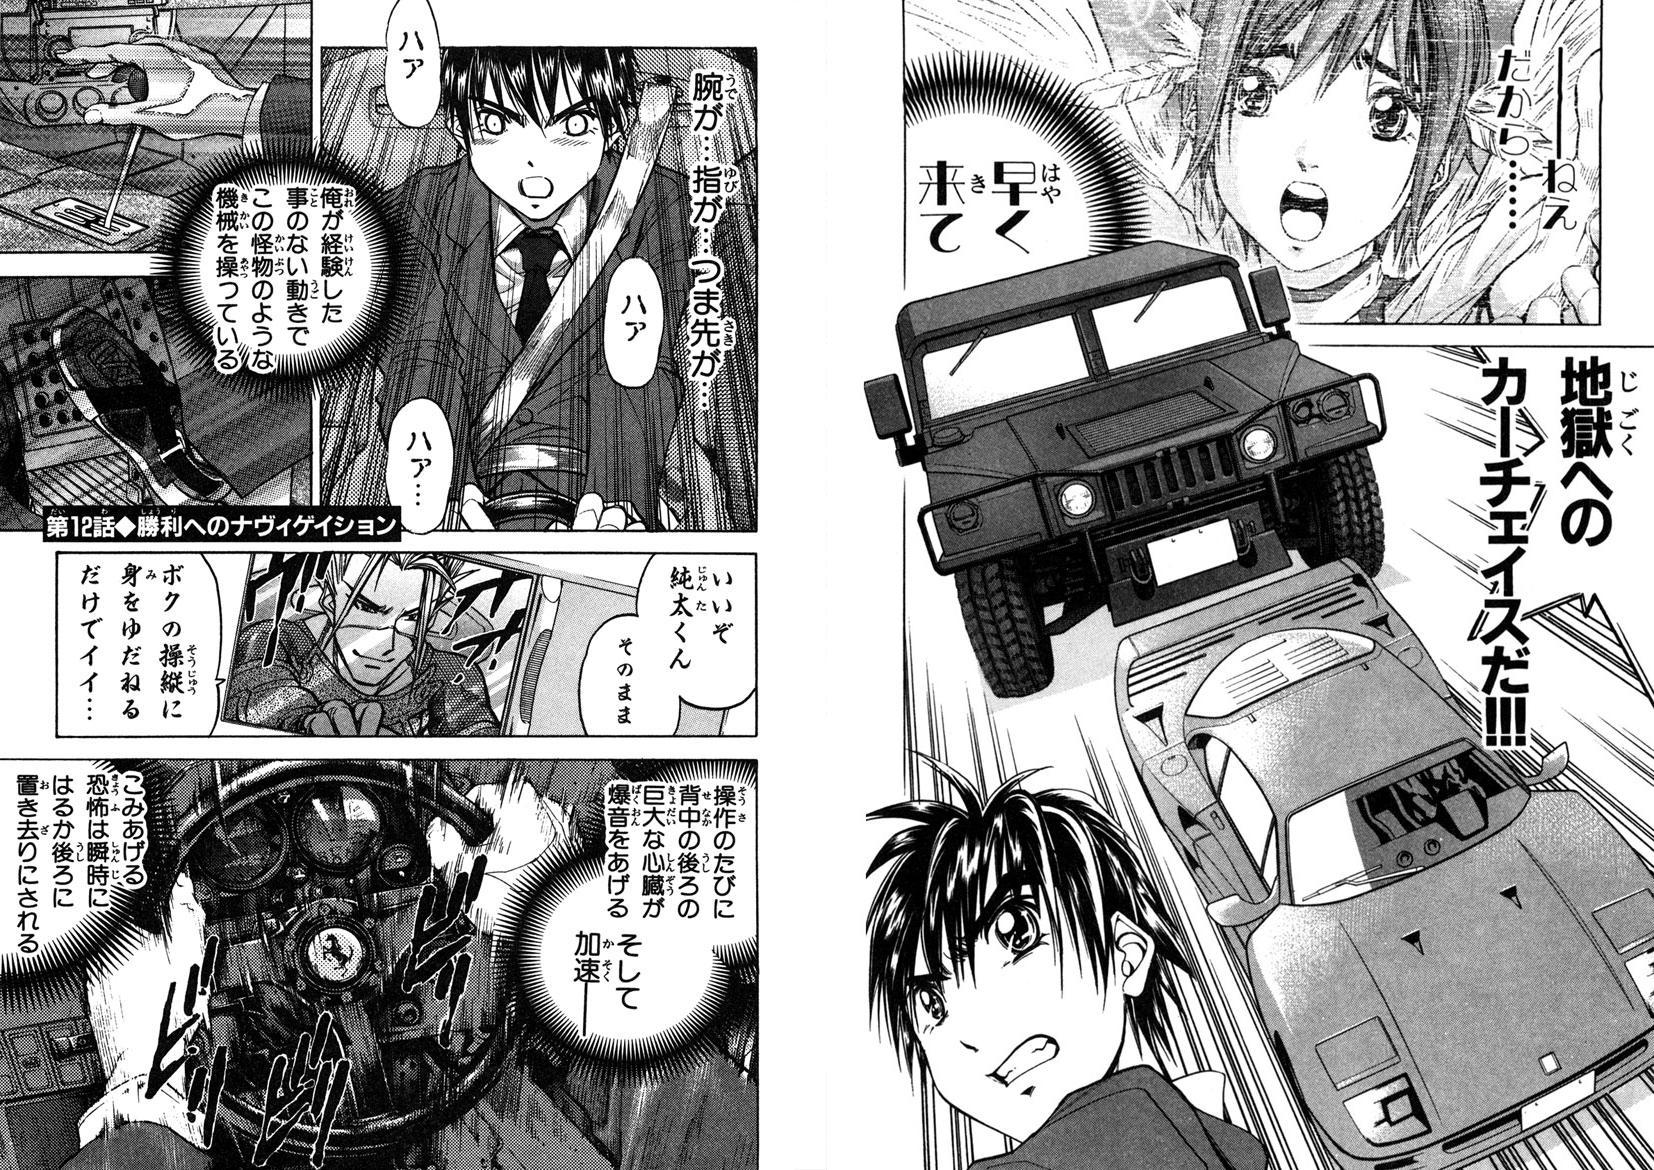 ――ねぇ
だから………
早く
来て
地獄への
カーチェイスだ!!!
腕が…指が…つま先が…
ハァ
ハァ
ハァ…
俺が経験した
事のない動きで
この怪物のような
機械を操っている
第12話◆勝利へのナヴィゲイション
いいぞ
純太くん
そのまま
ボクの操縦に
身をゆだねる
だけでイイ…
操作のたびに
背中の後ろの
巨大な心臓が
爆音をあげる
そして
加速――
こみあげる
恐怖は瞬時に
はるか後ろに
置き去りにされる
ビビビ